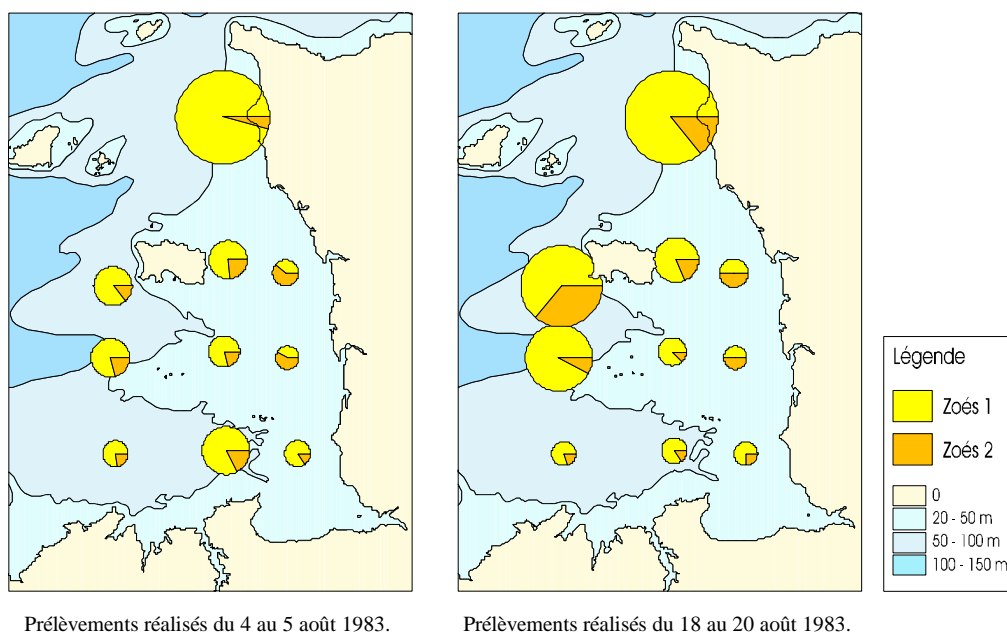 Légende
Zoés 1
Zoés 2
0
20 - 50 m
50 - 100 m
100 - 150 m
Prélèvements réalisés du 4 au 5 août 1983.
Prélèvements réalisés du 18 au 20 août 1983.